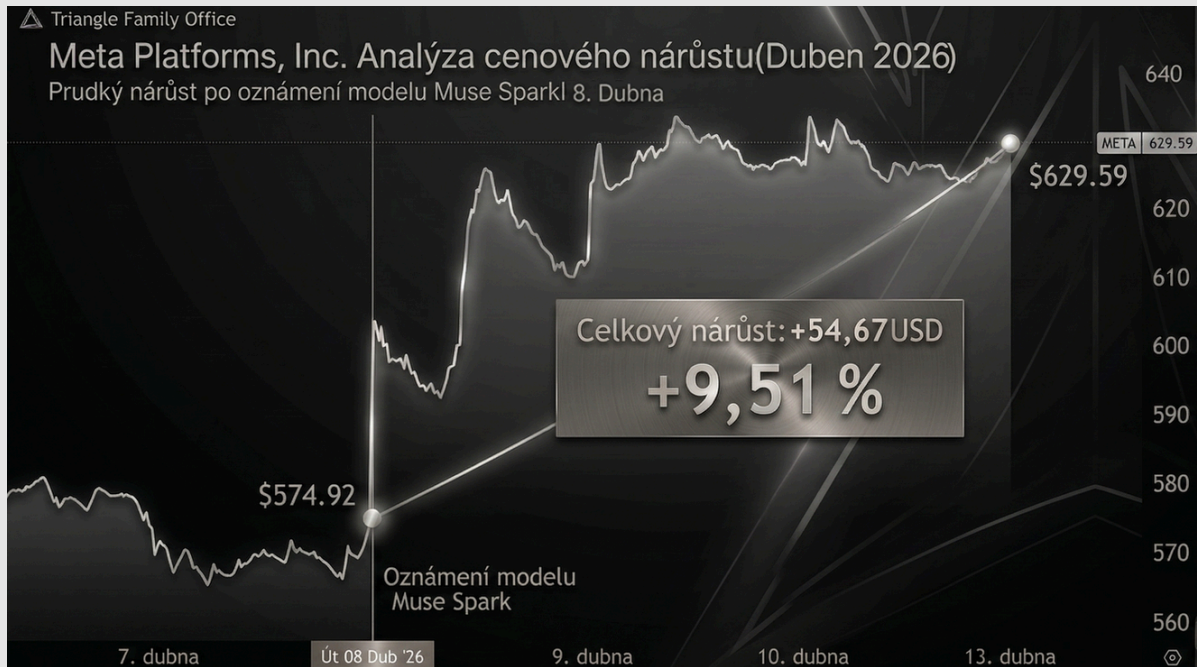 Triangle Family Office
Meta Platforms, Inc. Analýza cenového nárůstu(Duben 2026)
Prudký nárůst po oznámení modelu Muse Sparkl 8. Dubna
640
META 629.59
$629.59
620
610
Celkový nárůst:+54,67USD
600
+9,51 %
590
$574.92
580
570
Oznámení modelu
Muse Spark
560
7. dubna
Út 08 Dub '26
9. dubna
10. dubna
13. dubna